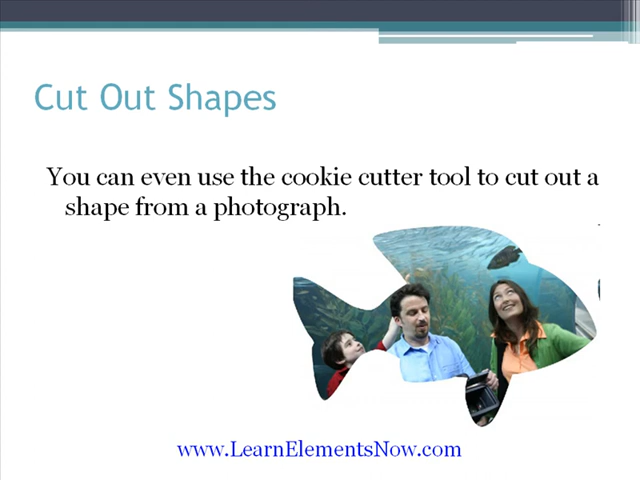 Cut Out Shapes
You can even use the cookie cutter tool to cut out a
shape from a photograph.
www.LearnElementsNow.com